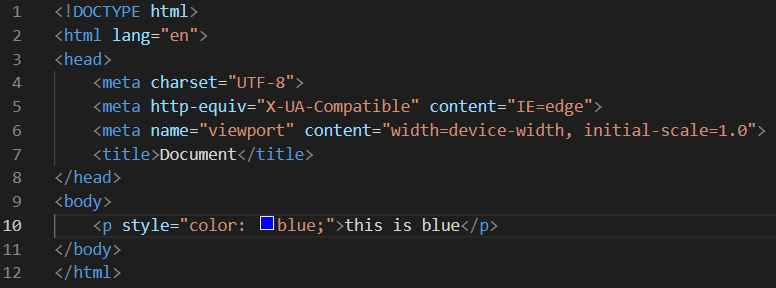 1 <!DOCTYPE html>
2 <html lang="en">
3 <head>
4     <meta charset="UTF-8">
5     <meta http-equiv="X-UA-Compatible" content="IE=edge">
6     <meta name="viewport" content="width=device-width, initial-scale=1.0">
7     <title>Document</title>
8 </head>
9 <body>
10     <p style="color: blue;">this is blue</p>
11 </body>
12 </html>